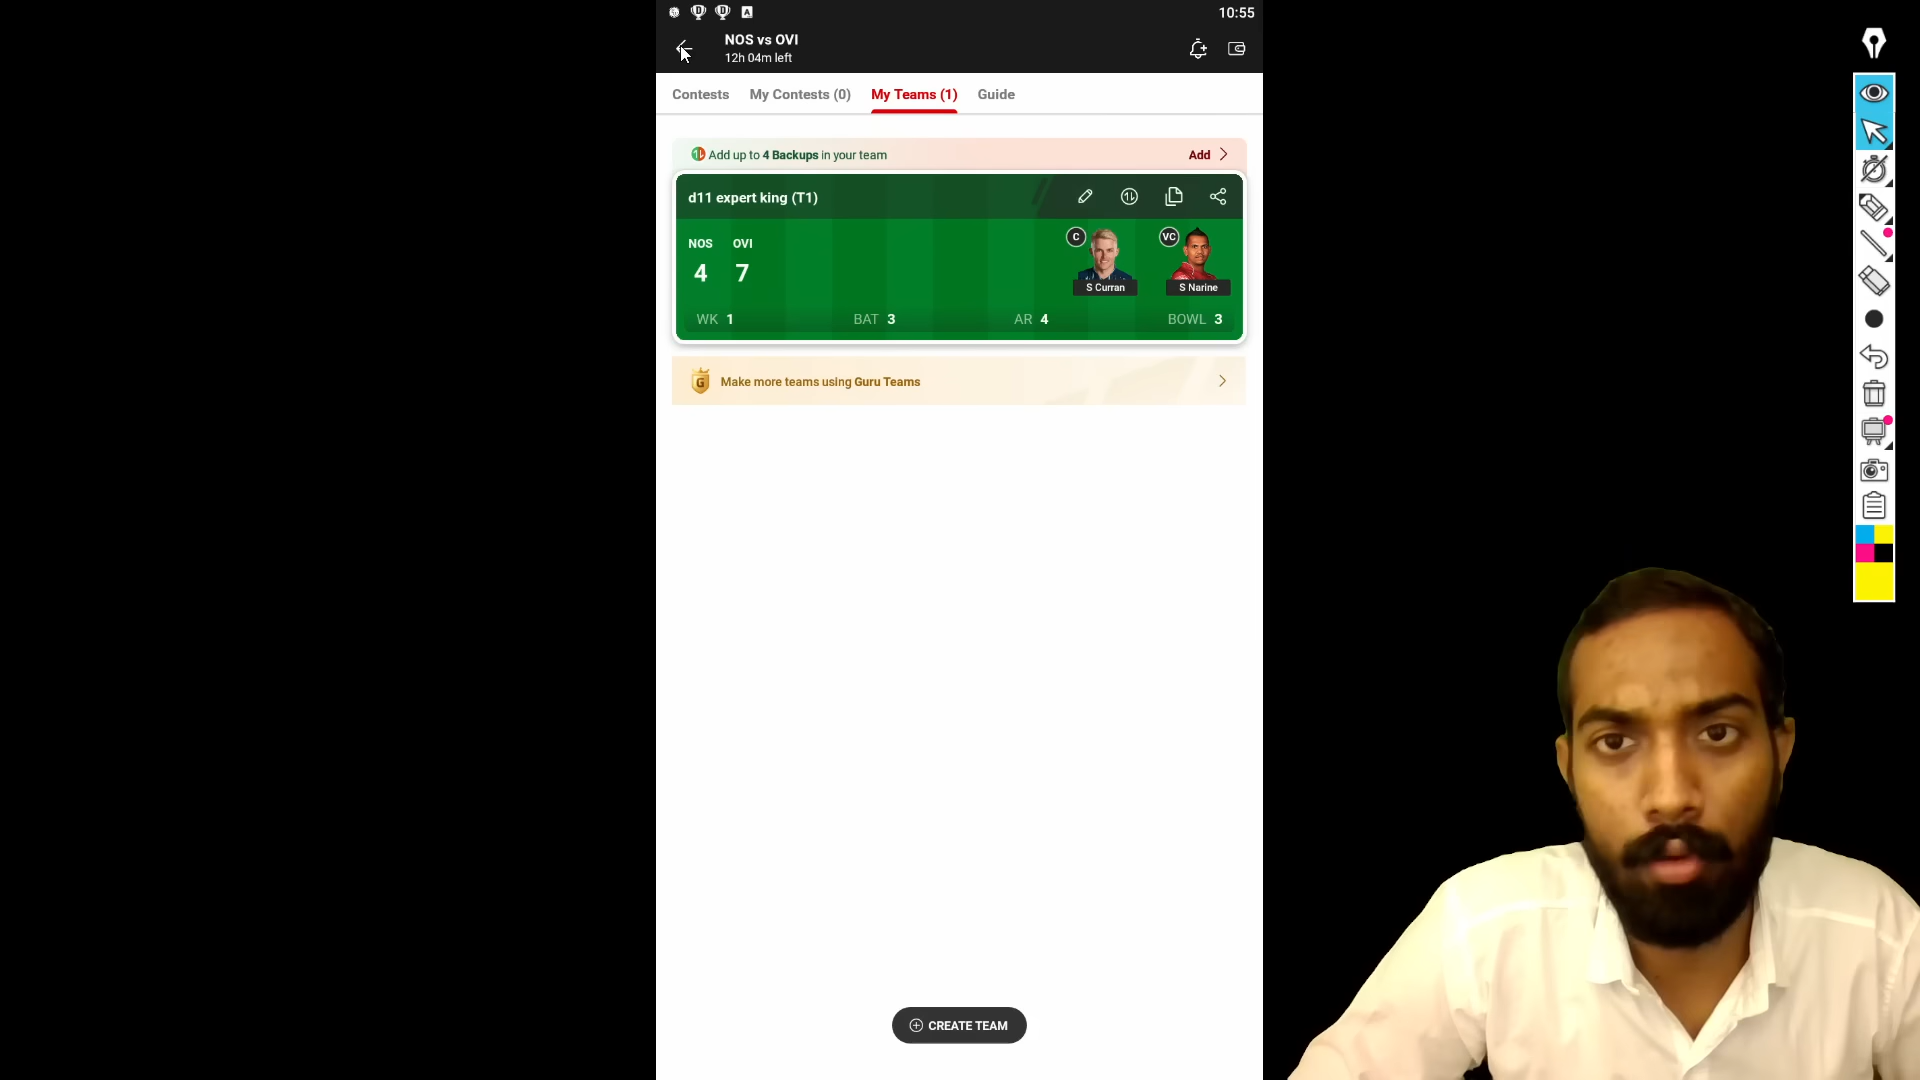 10:55
NOS vs OVI
12h 04m left
Contests
My Contests (0)
My Teams (1)
Guide
Add up to 4 Backups in your team
Add
d11 expert king (T1)
NOS OVI
4 7
C
VC
S Curran
S Narine
WK 1
BAT 3
AR 4
BOWL 3
G
Make more teams using Guru Teams
CREATE TEAM